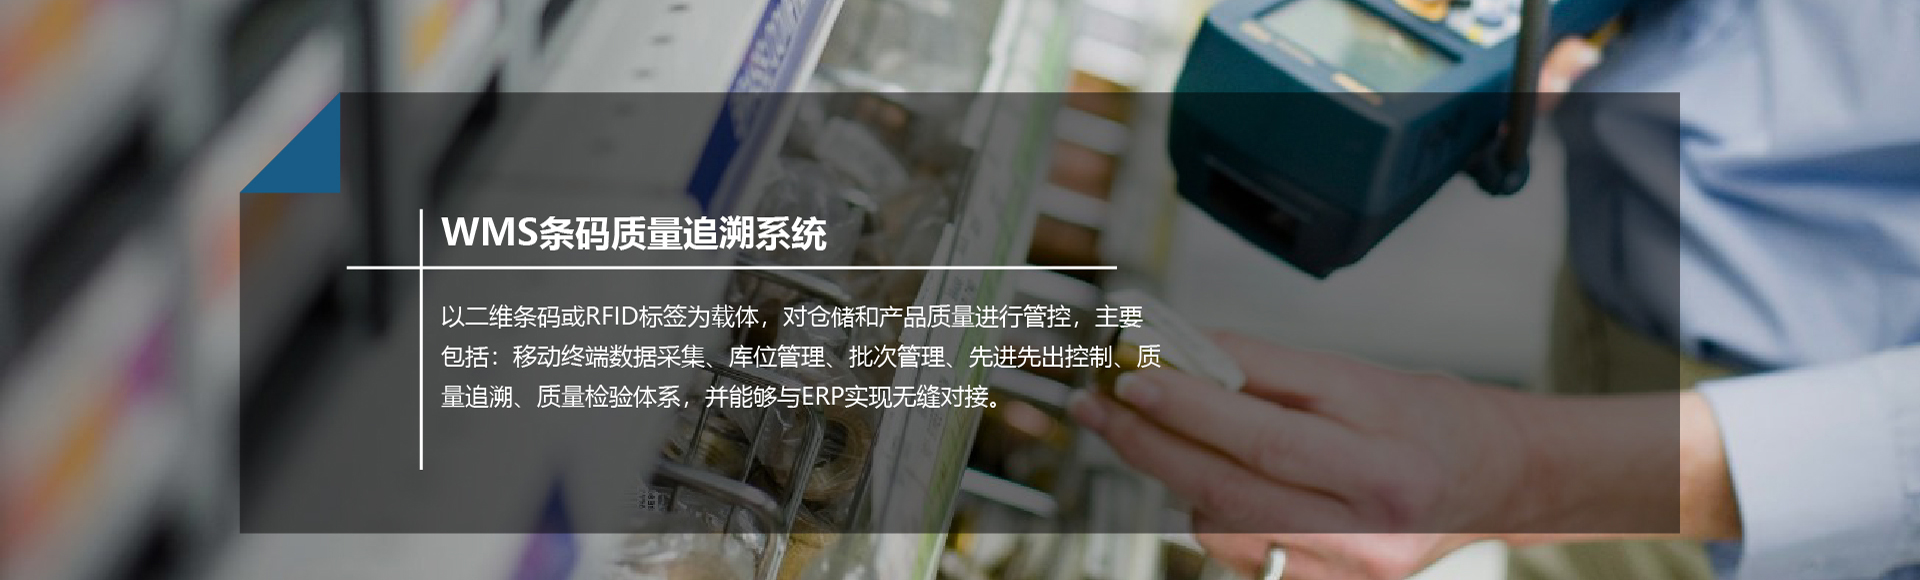 WMS条码质量追溯系统
以二维条码或RFID标签为载体，对仓储和产品质量进行管控，主要
包括：移动终端数据采集、库位管理、批次管理、先进先出控制、质
量追溯、质量检验体系，并能够与ERP实现无缝对接。